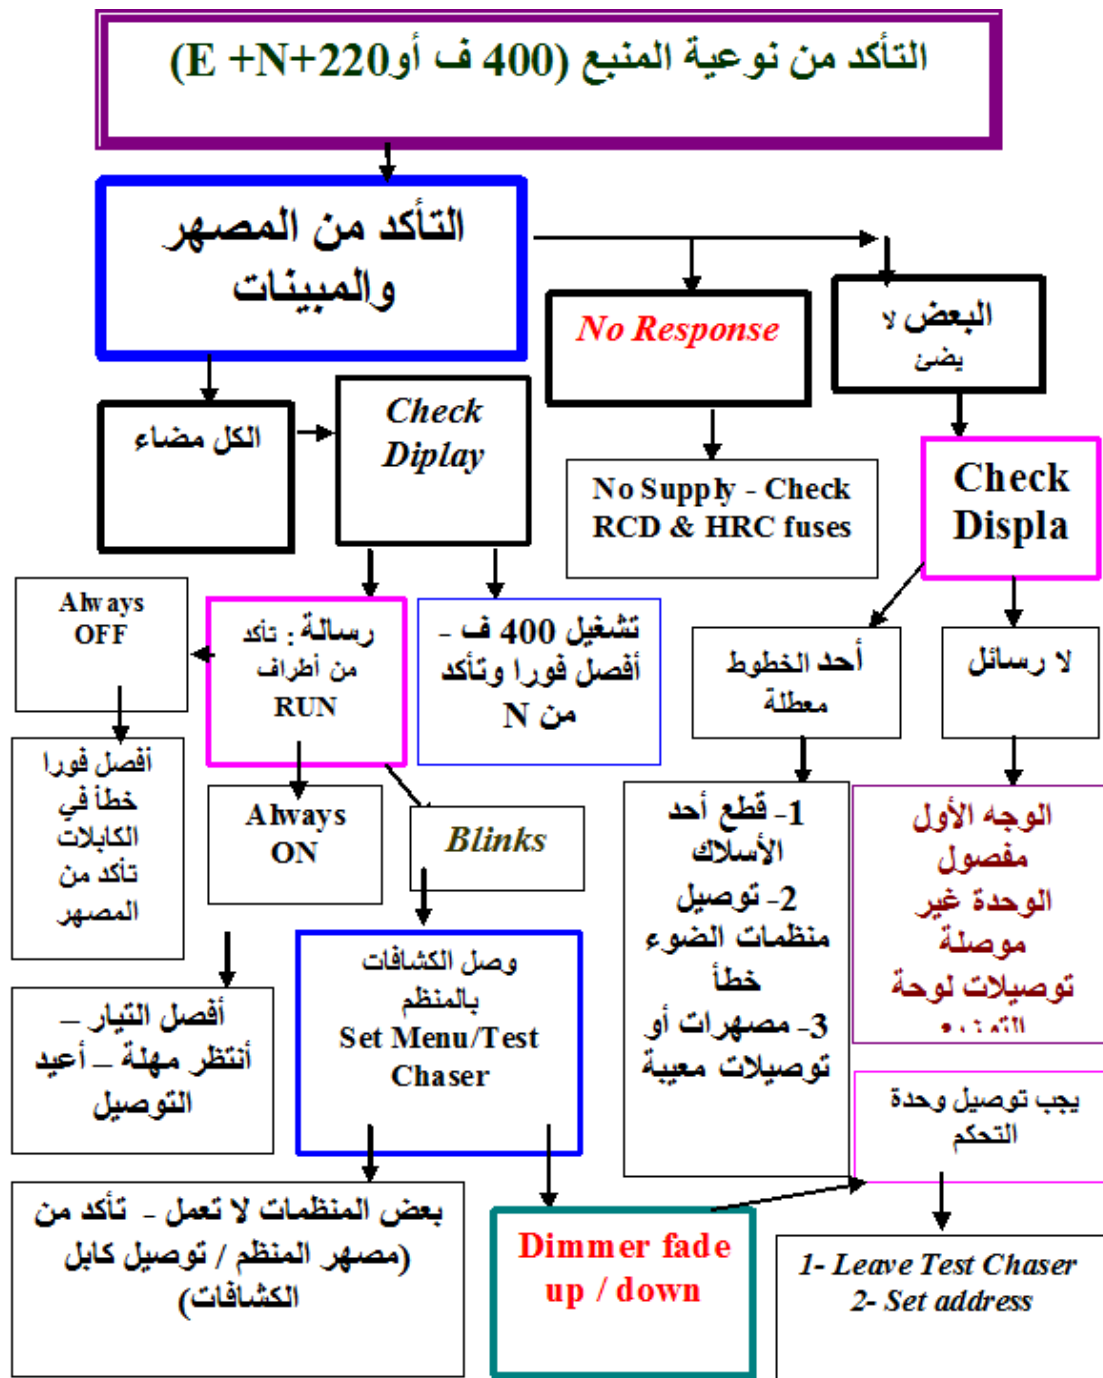 التأكد من نوعية المنبع (400 ف أو220+E +N)
التأكد من المصهر
والمبينات
No Response
البعض لا
يضئ
الكل مضاء
Check
Diplay
No Supply - Check
RCD & HRC fuses
Check
Displa
Always
OFF
رسالة : تأكد
من أطراف
RUN
تشغيل 400 ف -
أفصل فورا وتأكد
من N
أحد الخطوط
معطلة
لا رسائل
أفصل فورا
خطأ في
الكابلات
تأكد من
المصهر
Always
ON
Blinks
1- قطع أحد
الأسلاك
2- توصيل
منظمات الضوء
خطأ
3- مصهرات أو
توصيلات معيبة
الوجه الأول
مفصول
الوحدة غير
موصلة
توصيلات لوحة
أفصل التيار –
أنتظر مهلة – أعيد
التوصيل
وصل الكشافات
بالمنظم
Set Menu/Test
Chaser
يجب توصيل وحدة
التحكم
بعض المنظمات لا تعمل - تأكد من
(مصهر المنظم / توصيل كابل
الكشافات)
Dimmer fade
up / down
1- Leave Test Chaser
2- Set address